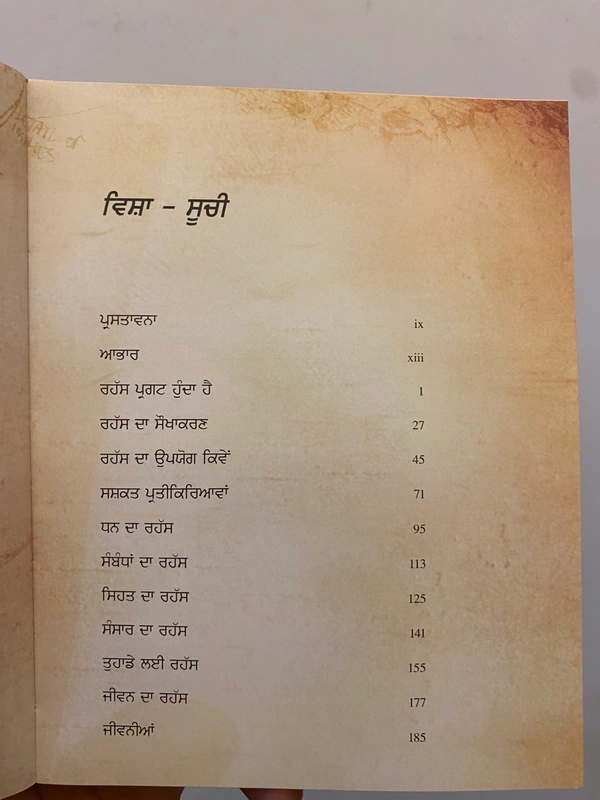 ਵਿਸ਼ਾ - ਸੂਚੀ
ਪ੍ਰਸਤਾਵਨਾ ix
ਆਭਾਰ xiii
ਰਹੱਸ ਪ੍ਰਗਟ ਹੁੰਦਾ ਹੈ 1
ਰਹੱਸ ਦਾ ਸੌਖਾਕਰਣ 27
ਰਹੱਸ ਦਾ ਉਪਯੋਗ ਕਿਵੇਂ 45
ਸਸ਼ਕਤ ਪ੍ਰਤੀਕਿਰਿਆਵਾਂ 71
ਧਨ ਦਾ ਰਹੱਸ 95
ਸੰਬੰਧਾਂ ਦਾ ਰਹੱਸ 113
ਸਿਹਤ ਦਾ ਰਹੱਸ 125
ਸੰਸਾਰ ਦਾ ਰਹੱਸ 141
ਤੁਹਾਡੇ ਲਈ ਰਹੱਸ 155
ਜੀਵਨ ਦਾ ਰਹੱਸ 177
ਜੀਵਨੀਆਂ 185